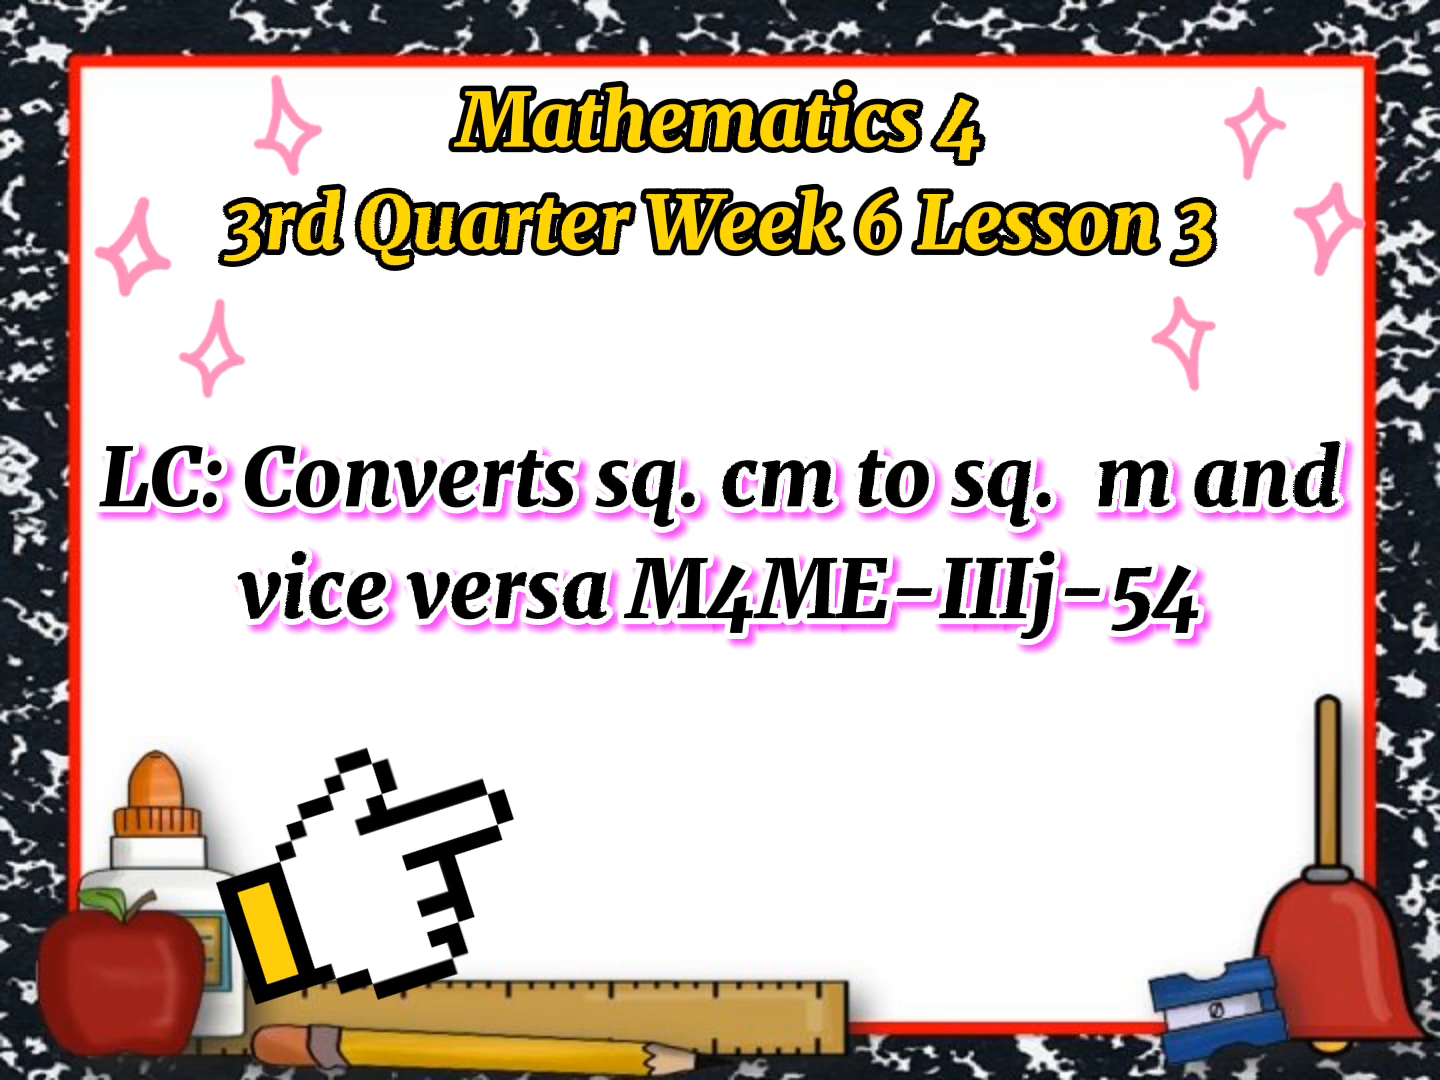 Mathematics 4
3rd Quarter Week 6 Lesson 3
LC: Converts sq. cm to sq. m and
vice versa M4ME-IIIj-54